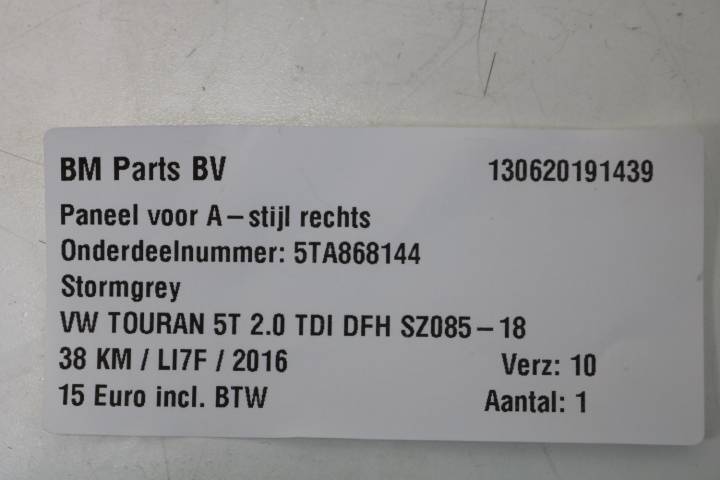 BM Parts BV 130620191439
Paneel voor A-stijl rechts
Onderdeelnummer: 5TA868144
Stormgrey
VW TOURAN 5T 2.0 TDI DFH SZ085-18
38 KM / LI7F / 2016 Verz: 10
15 Euro incl. BTW Aantal: 1